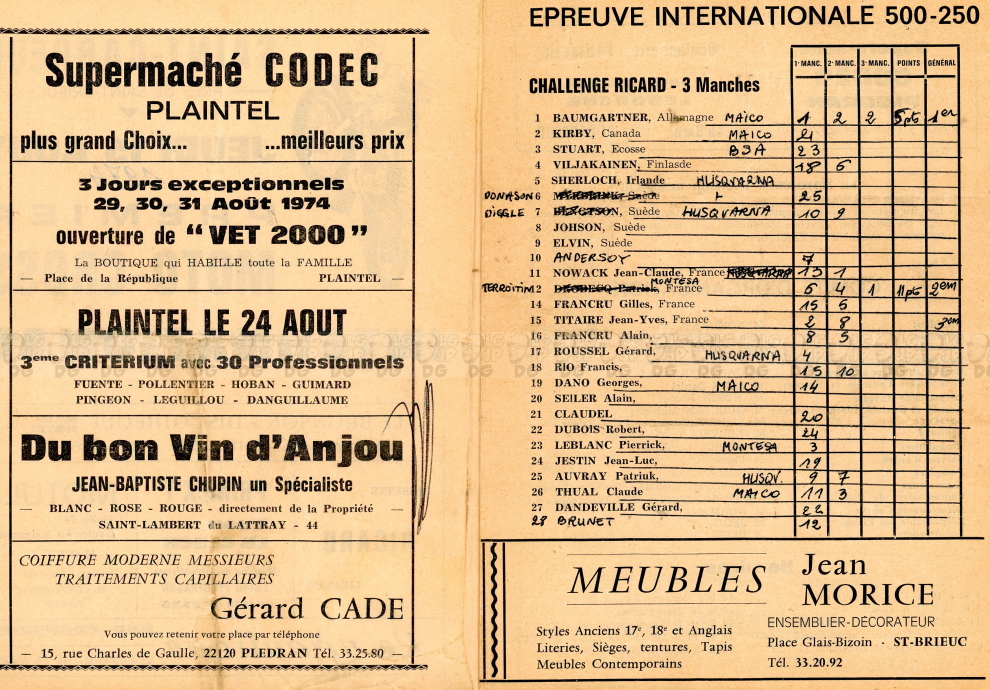 Supermaché CODEC
PLAINTEL
plus grand Choix... ...meilleurs prix
3 Jours exceptionnels
29, 30, 31 Août 1974
ouverture de “ VET 2000 ”
La BOUTIQUE qui HABILLE toute la FAMILLE
— Place de la République PLAINTEL —
PLAINTEL LE 24 AOUT
3eme CRITERIUM avec 30 Professionnels
FUENTE - POLLENTIER - HOBAN - GUIMARD
PINGEON - LEGUILLOU - DANGUILLAUME
Du bon Vin d'Anjou
JEAN-BAPTISTE CHUPIN un Spécialiste
— BLANC - ROSE - ROUGE - directement de la Propriété —
SAINT-LAMBERT du LATTRAY - 44
COIFFURE MODERNE MESSIEURS
TRAITEMENTS CAPILLAIRES
Gérard CADE
Vous pouvez retenir votre place par téléphone
— 15, rue Charles de Gaulle, 22120 PLEDRAN Tél. 33.25.80 —
EPREUVE INTERNATIONALE 500-250
1e MANC. 2e MANC. 3e MANC. POINTS GÉNÉRAL
CHALLENGE RICARD - 3 Manches
1 BAUMGARTNER, Allemagne MAÏCO 1 2 2 5pts 1er
2 KIRBY, Canada MAICO 21
3 STUART, Ecosse BSA 23
4 VILJAKAINEN, Finlasde 18 6
5 SHERLOCH, Irlande HUSQVARNA
DONASON 6 Suède 25
DIGGLE 7 Suède HUSQVARNA 10 9
8 JOHSON, Suède
9 ELVIN, Suède
10 ANDERSOY 7
11 NOWACK Jean-Claude, France 13 1
TERROITIM 12 Patrick, France MONTESA 6 4 1 11pts 2em
14 FRANCRU Gilles, France 15 5
15 TITAIRE Jean-Yves, France 2 8 3em
16 FRANCRU Alain, 8 5
17 ROUSSEL Gérard, HUSQUARNA 4
18 RIO Francis, 15 10
19 DANO Georges, MAICO 14
20 SEILER Alain,
21 CLAUDEL 20
22 DUBOIS Robert, 24
23 LEBLANC Pierrick, MONTESA 3
24 JESTIN Jean-Luc, 19
25 AUVRAY Patriuk, HUSQV. 9 7
26 THUAL Claude MAICO 11 3
27 DANDEVILLE Gérard, 22
28 BRUNET 12
MEUBLES
Jean
MORICE
ENSEMBLIER-DÉCORATEUR
Styles Anciens 17e, 18e et Anglais
Literies, Sièges, tentures, Tapis
Meubles Contemporains
Place Glais-Bizoin - ST-BRIEUC
Tél. 33.20.92